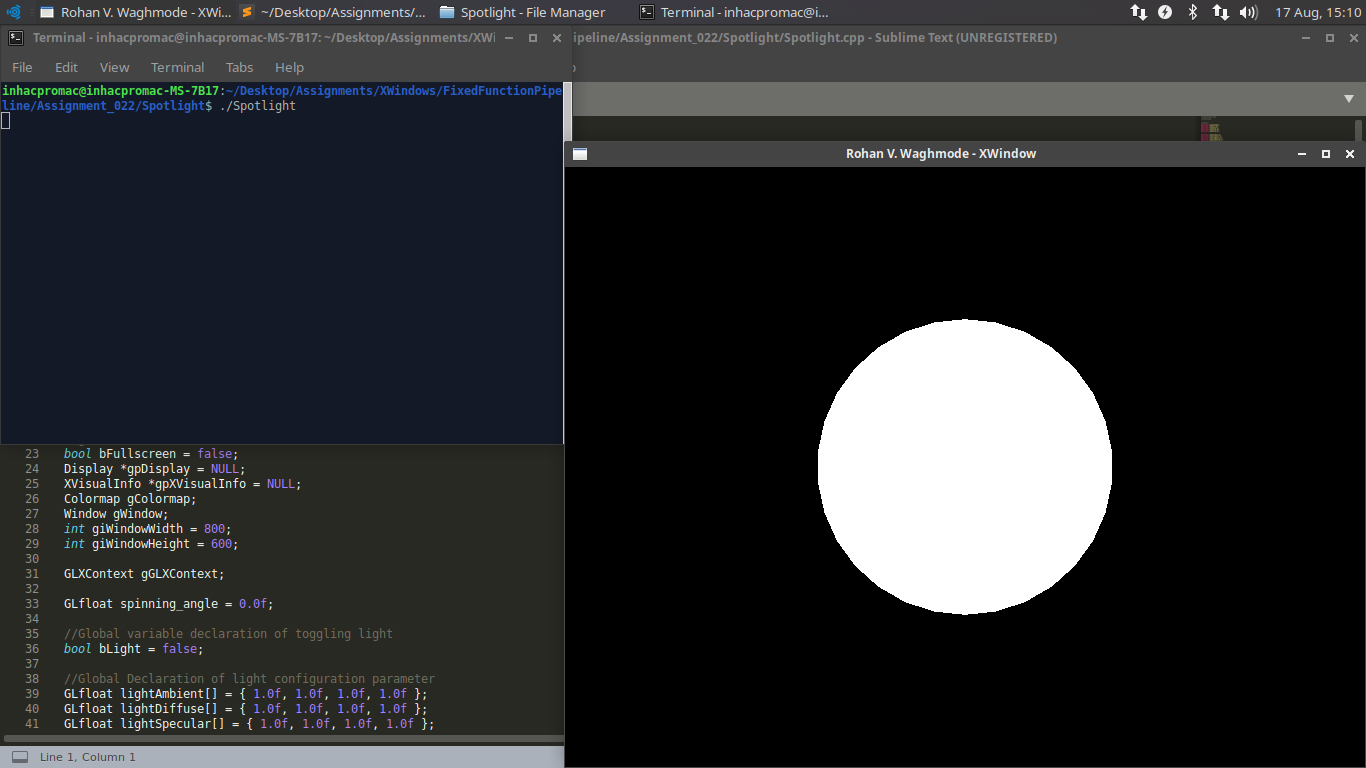 Rohan V. Waghmode - XWi... ~/Desktop/Assignments/... Spotlight - File Manager Terminal - inhacpromac@i... 17 Aug, 15:10
Terminal - inhacpromac@inhacpromac-MS-7B17: ~/Desktop/Assignments/XWi
ipeline/Assignment_022/Spotlight/Spotlight.cpp - Sublime Text (UNREGISTERED)
File Edit View Terminal Tabs Help
inhacpromac@inhacpromac-MS-7B17:~/Desktop/Assignments/XWindows/FixedFunctionPipe
line/Assignment_022/Spotlight$ ./Spotlight
Rohan V. Waghmode - XWindow
23 bool bFullscreen = false;
24 Display *gpDisplay = NULL;
25 XVisualInfo *gpXVisualInfo = NULL;
26 Colormap gColormap;
27 Window gWindow;
28 int giWindowWidth = 800;
29 int giWindowHeight = 600;
30
31 GLXContext gGLXContext;
32
33 GLfloat spinning_angle = 0.0f;
34
35 //Global variable declaration of toggling light
36 bool bLight = false;
37
38 //Global Declaration of light configuration parameter
39 GLfloat lightAmbient[] = { 1.0f, 1.0f, 1.0f, 1.0f };
40 GLfloat lightDiffuse[] = { 1.0f, 1.0f, 1.0f, 1.0f };
41 GLfloat lightSpecular[] = { 1.0f, 1.0f, 1.0f, 1.0f };
Line 1, Column 1